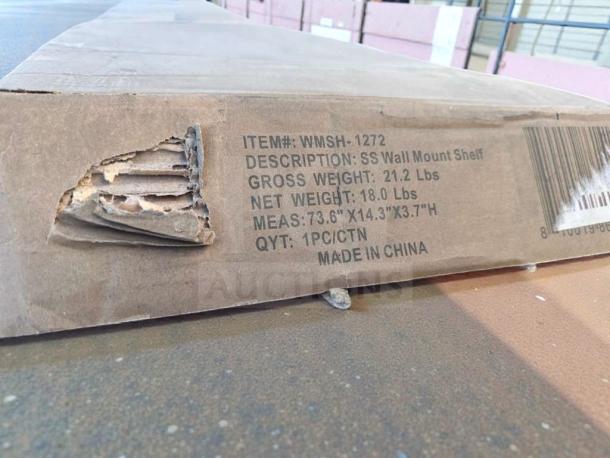 ITEM#: WMSH-1272
DESCRIPTION: SS Wall Mount Shelf
GROSS WEIGHT: 21.2 Lbs
NET WEIGHT: 18.0 Lbs
MEAS: 73.6"X14.3"X3.7"H
QYT: 1PC/CTN
MADE IN CHINA
AUCTIONS